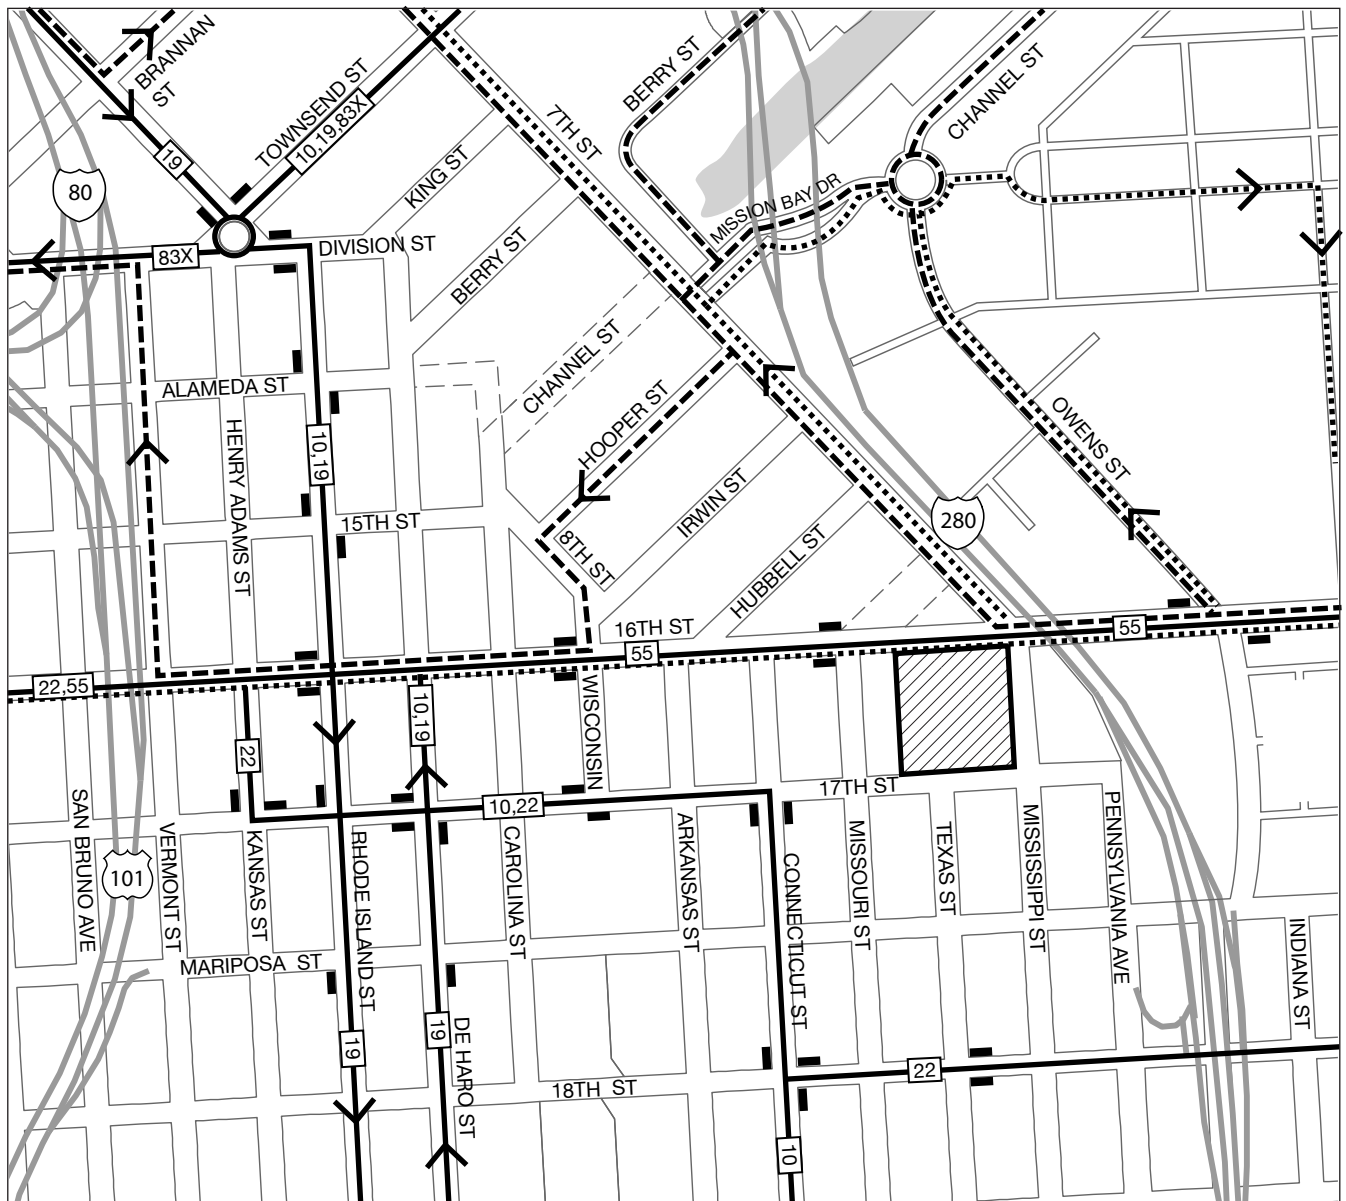 BRANNAN
ST
TOWNSEND ST
10,19,83X
19
80
KING ST
7TH ST
BERRY ST
CHANNEL ST
MISSION BAY DR
83X
DIVISION ST
BERRY ST
CHANNEL ST
ALAMEDA ST
HENRY ADAMS ST
10,19
HOOPER ST
OWENS ST
15TH ST
IRWIN ST
280
8TH ST
HUBBELL ST
16TH ST
55
55
22,55
22
10,19
WISCONSIN
17TH ST
10,22
SAN BRUNO AVE
VERMONT ST
KANSAS ST
RHODE ISLAND ST
CAROLINA ST
ARKANSAS ST
CONNECTICUT ST
MISSOURI ST
TEXAS ST
MISSISSIPPI ST
PENNSYLVANIA AVE
INDIANA ST
101
MARIPOSA ST
19
19
DE HARO ST
22
18TH ST
10